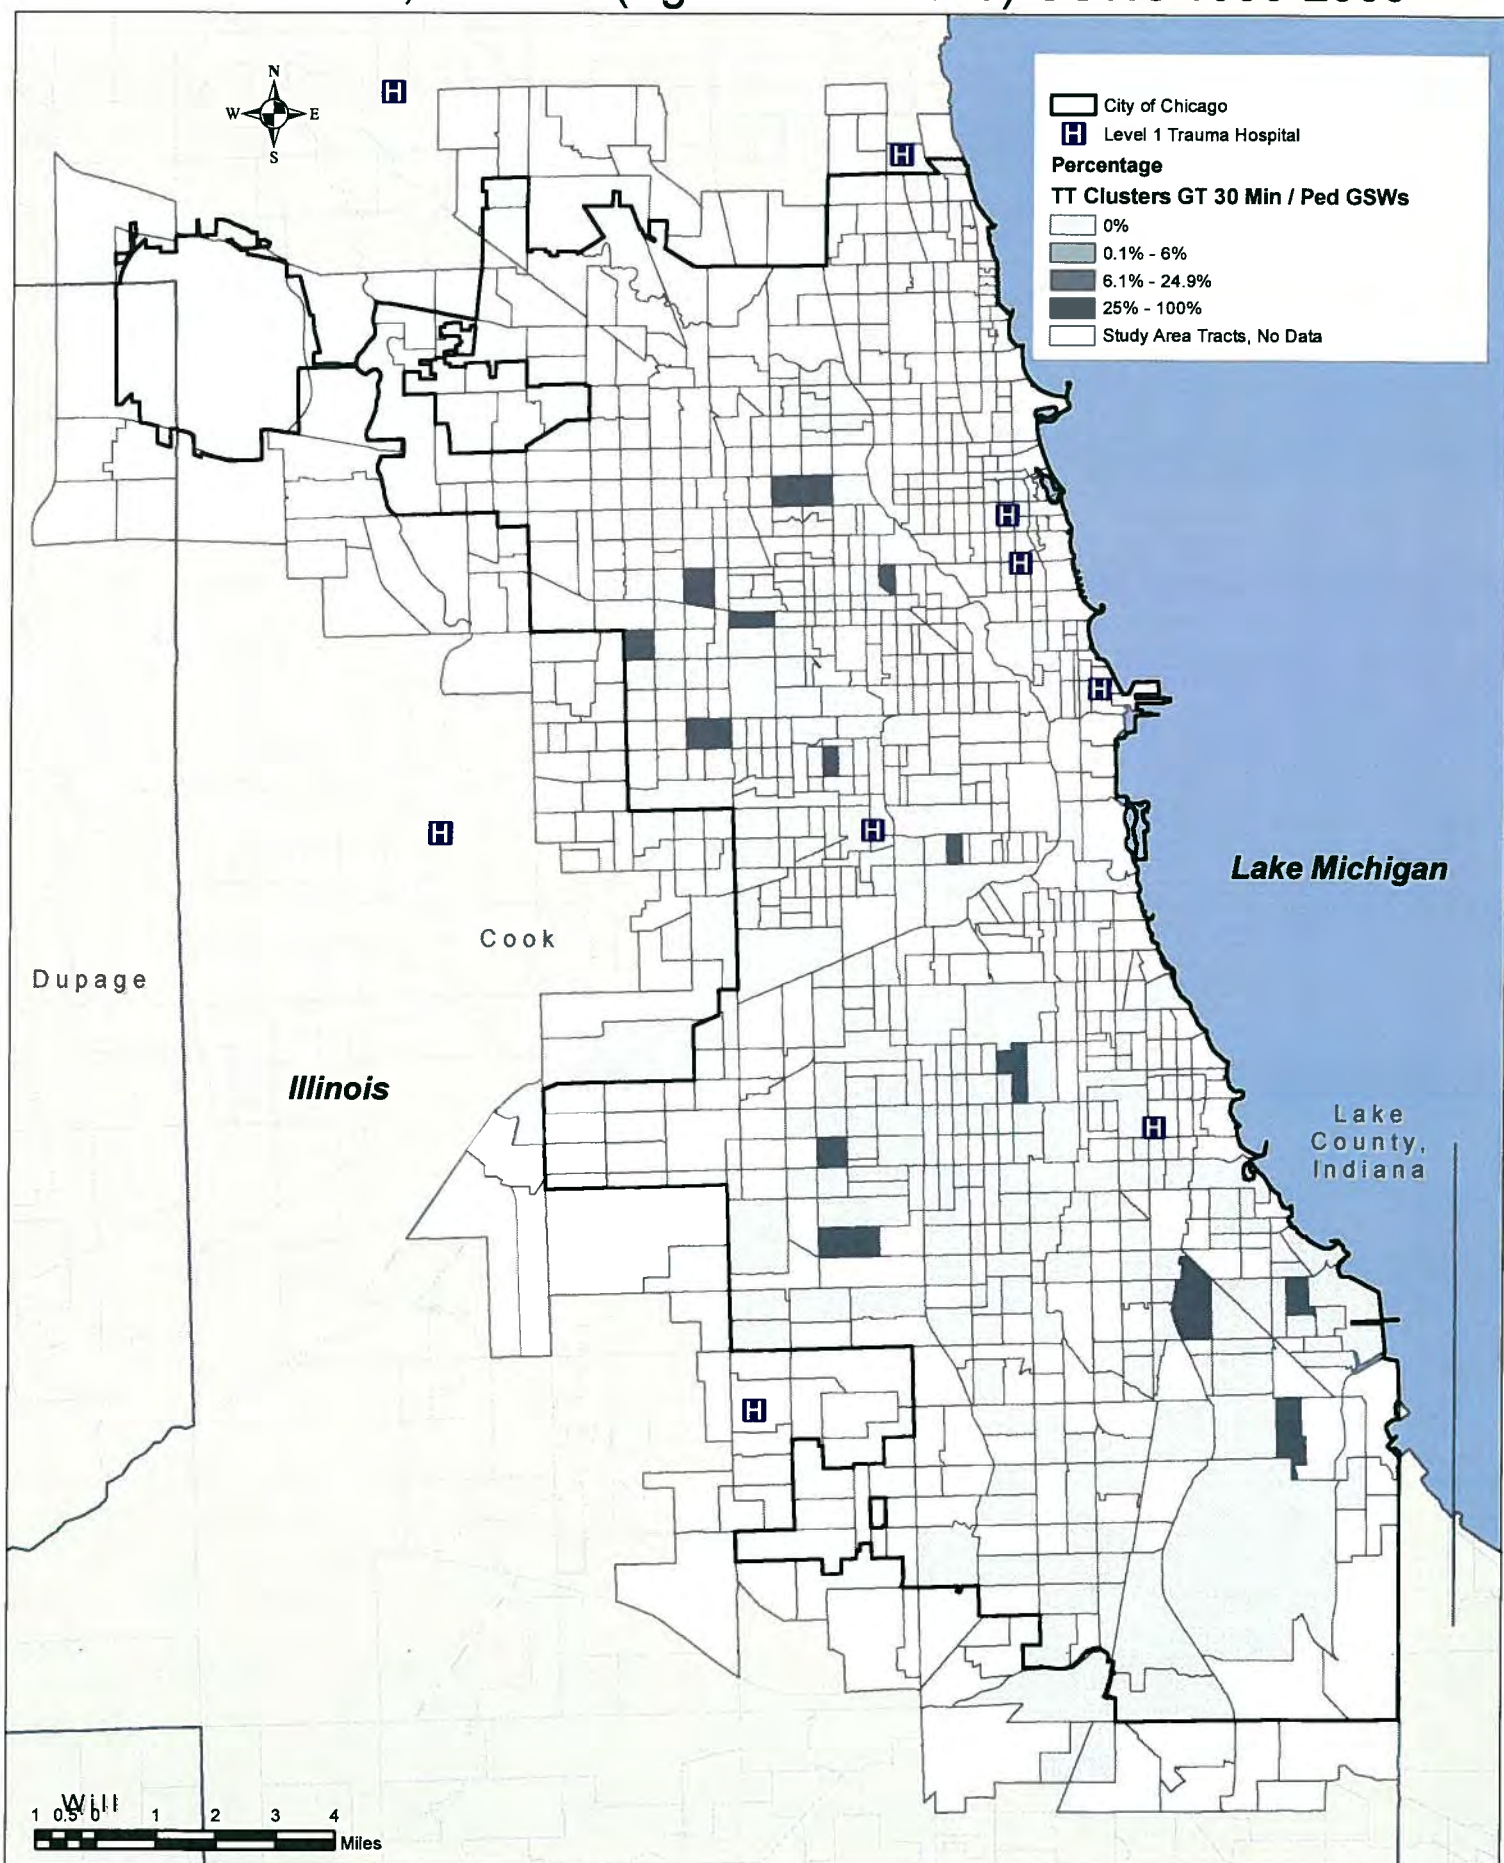 N
W E
S
H
H
City of Chicago
H Level 1 Trauma Hospital
Percentage
TT Clusters GT 30 Min / Ped GSWs
0%
0.1% - 6%
6.1% - 24.9%
25% - 100%
Study Area Tracts, No Data
H
H
H
H
H
Lake Michigan
Cook
Dupage
Illinois
H
Lake
County,
Indiana
H
Will
1 0.5 0 1 2 3 4
Miles